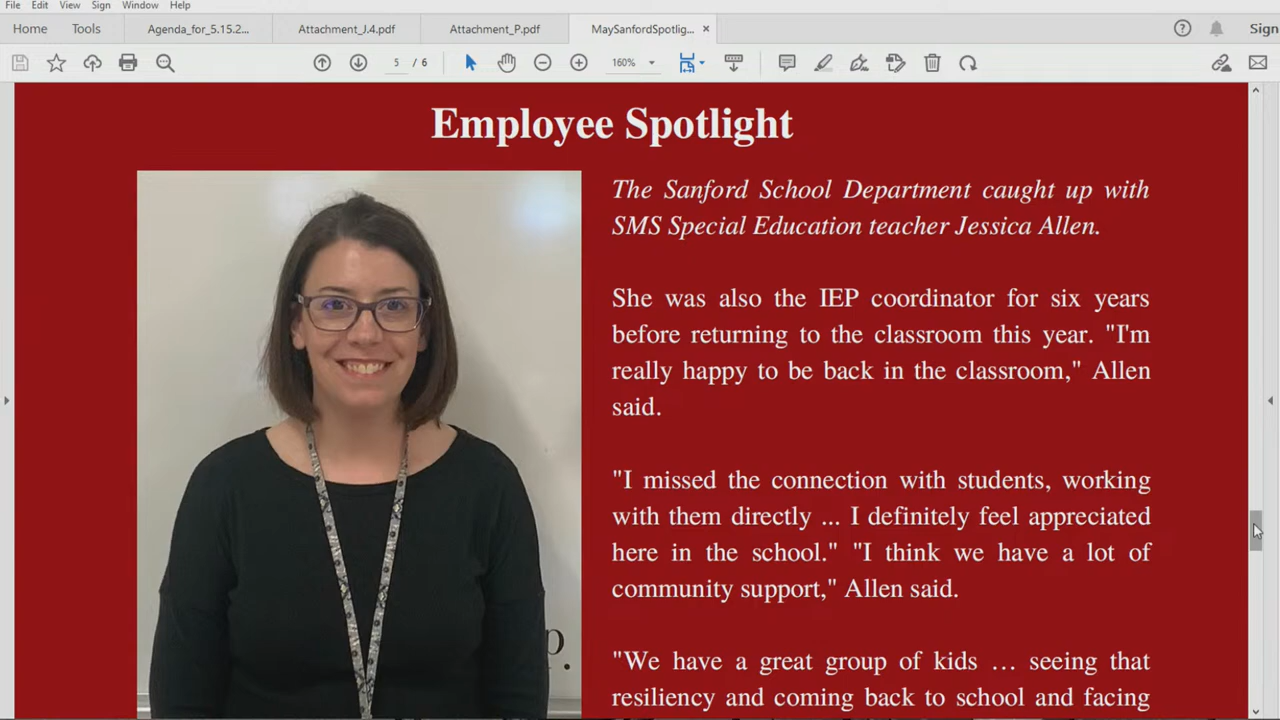 File Edit View Sign Window Help
Home Tools Agenda_for_5.15.2... Attachment_J.4.pdf Attachment_P.pdf MaySanfordSpotlig... × Sign
5 / 6 160%
Employee Spotlight
The Sanford School Department caught up with
SMS Special Education teacher Jessica Allen.
She was also the IEP coordinator for six years
before returning to the classroom this year. "I'm
really happy to be back in the classroom," Allen
said.
"I missed the connection with students, working
with them directly ... I definitely feel appreciated
here in the school." "I think we have a lot of
community support," Allen said.
"We have a great group of kids … seeing that
resiliency and coming back to school and facing
p.